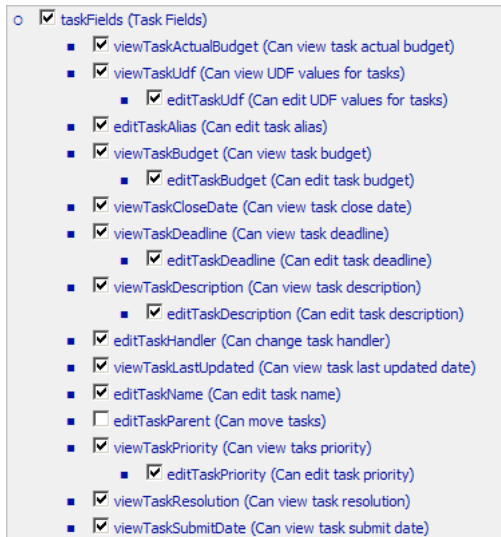 taskFields (Task Fields)
viewTaskActualBudget (Can view task actual budget)
viewTaskUdf (Can view UDF values for tasks)
editTaskUdf (Can edit UDF values for tasks)
editTaskAlias (Can edit task alias)
viewTaskBudget (Can view task budget)
editTaskBudget (Can edit task budget)
viewTaskCloseDate (Can view task close date)
viewTaskDeadline (Can view task deadline)
editTaskDeadline (Can edit task deadline)
viewTaskDescription (Can view task description)
editTaskDescription (Can edit task description)
editTaskHandler (Can change task handler)
viewTaskLastUpdated (Can view task last updated date)
editTaskName (Can edit task name)
editTaskParent (Can move tasks)
viewTaskPriority (Can view taks priority)
editTaskPriority (Can edit task priority)
viewTaskResolution (Can view task resolution)
viewTaskSubmitDate (Can view task submit date)